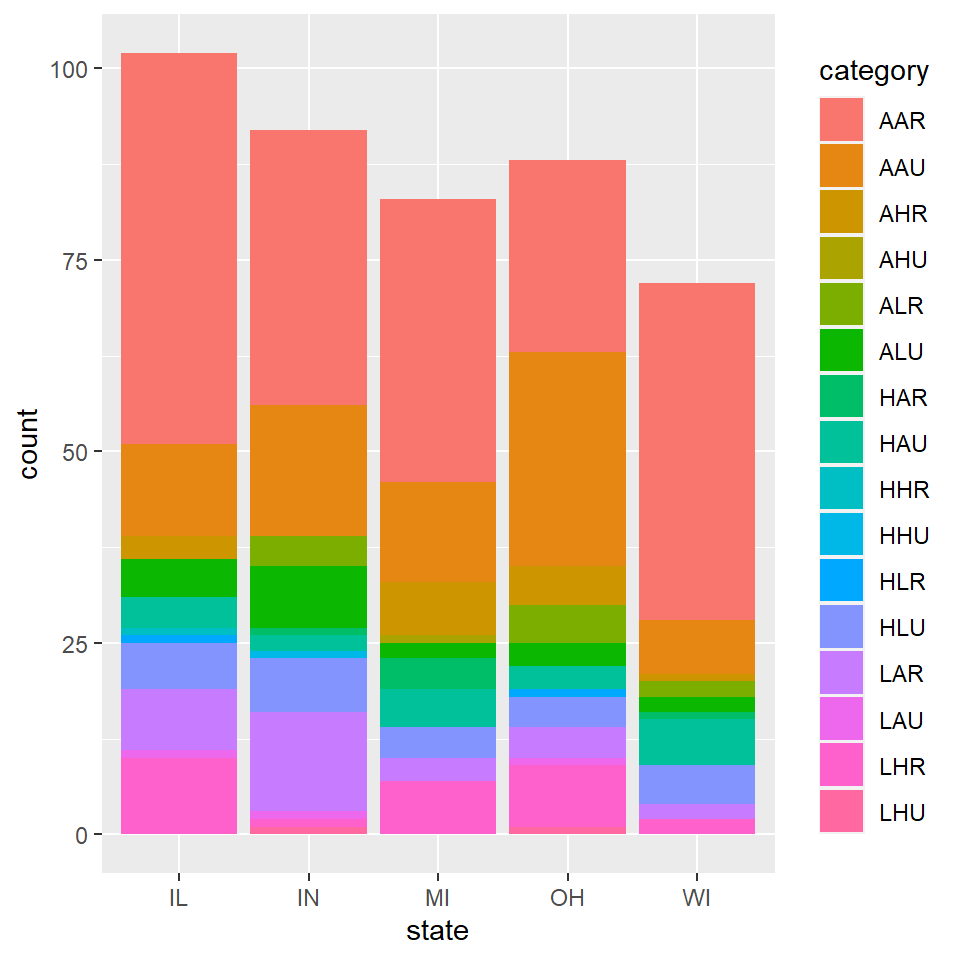 100
75
50
25
0
count
IL IN MI OH WI
state
category
AAR
AAU
AHR
AHU
ALR
ALU
HAR
HAU
HHR
HHU
HLR
HLU
LAR
LAU
LHR
LHU